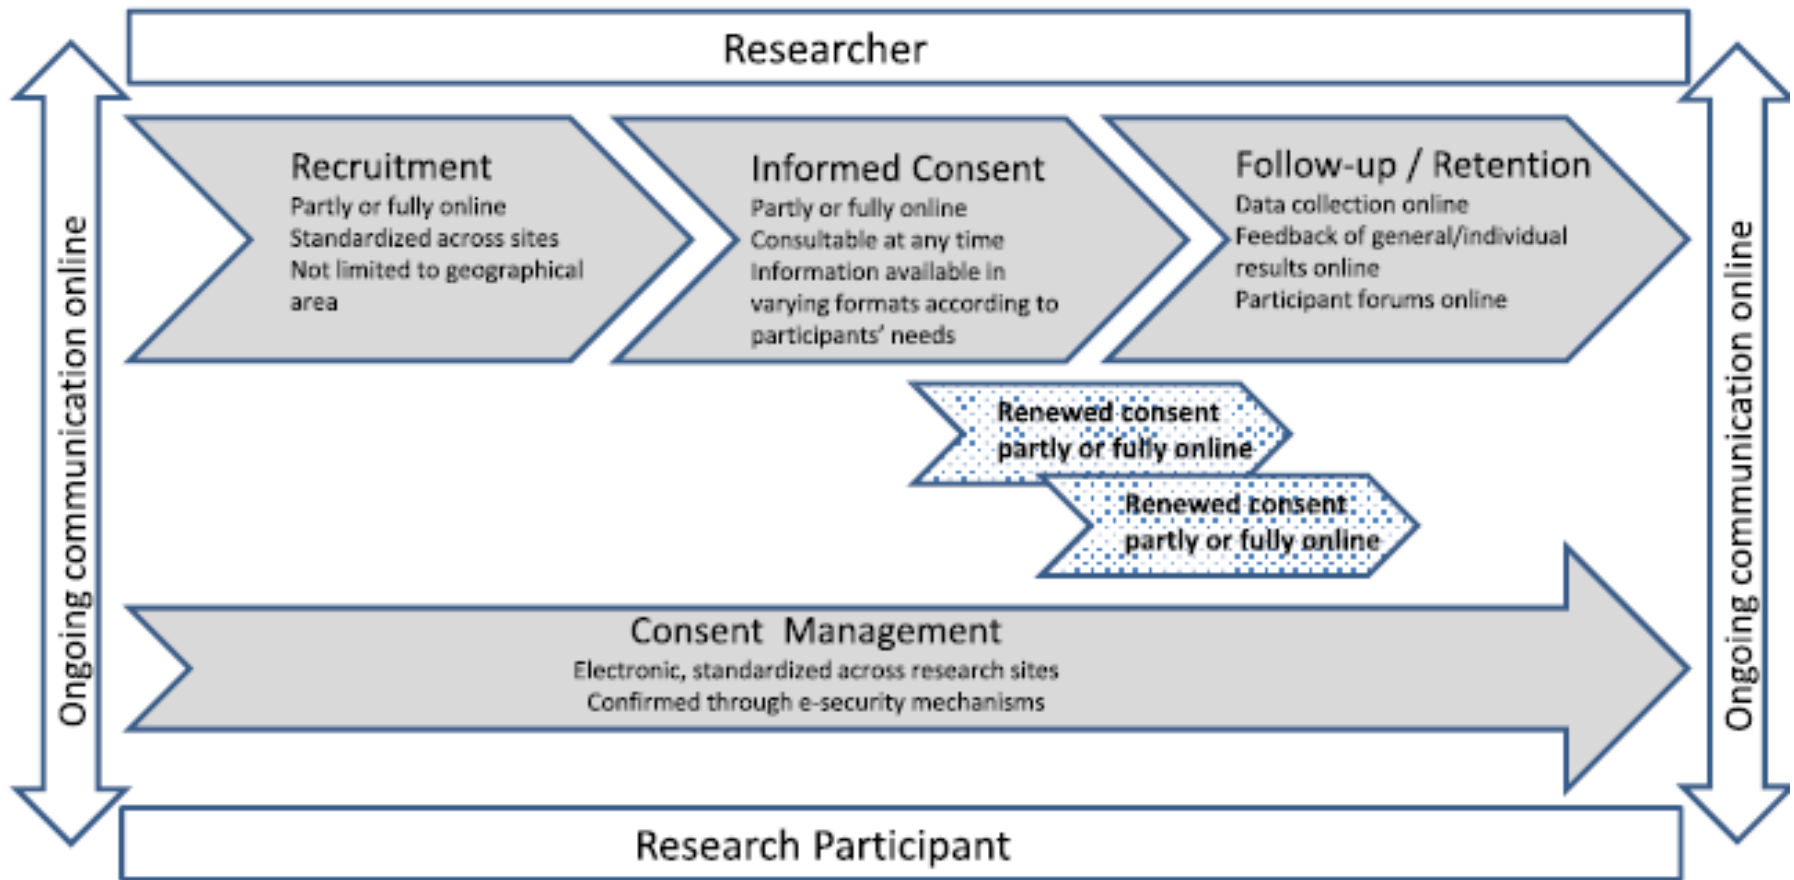 Researcher
Ongoing communication online
Recruitment
Partly or fully online
Standardized across sites
Not limited to geographical
area
Informed Consent
Partly or fully online
Consultable at any time
Information available in
varying formats according to
participants' needs
Follow-up / Retention
Data collection online
Feedback of general/individual
results online
Participant forums online
Renewed consent
partly or fully online
Renewed consent
partly or fully online
Consent Management
Electronic, standardized across research sites
Confirmed through e-security mechanisms
Ongoing communication online
Research Participant